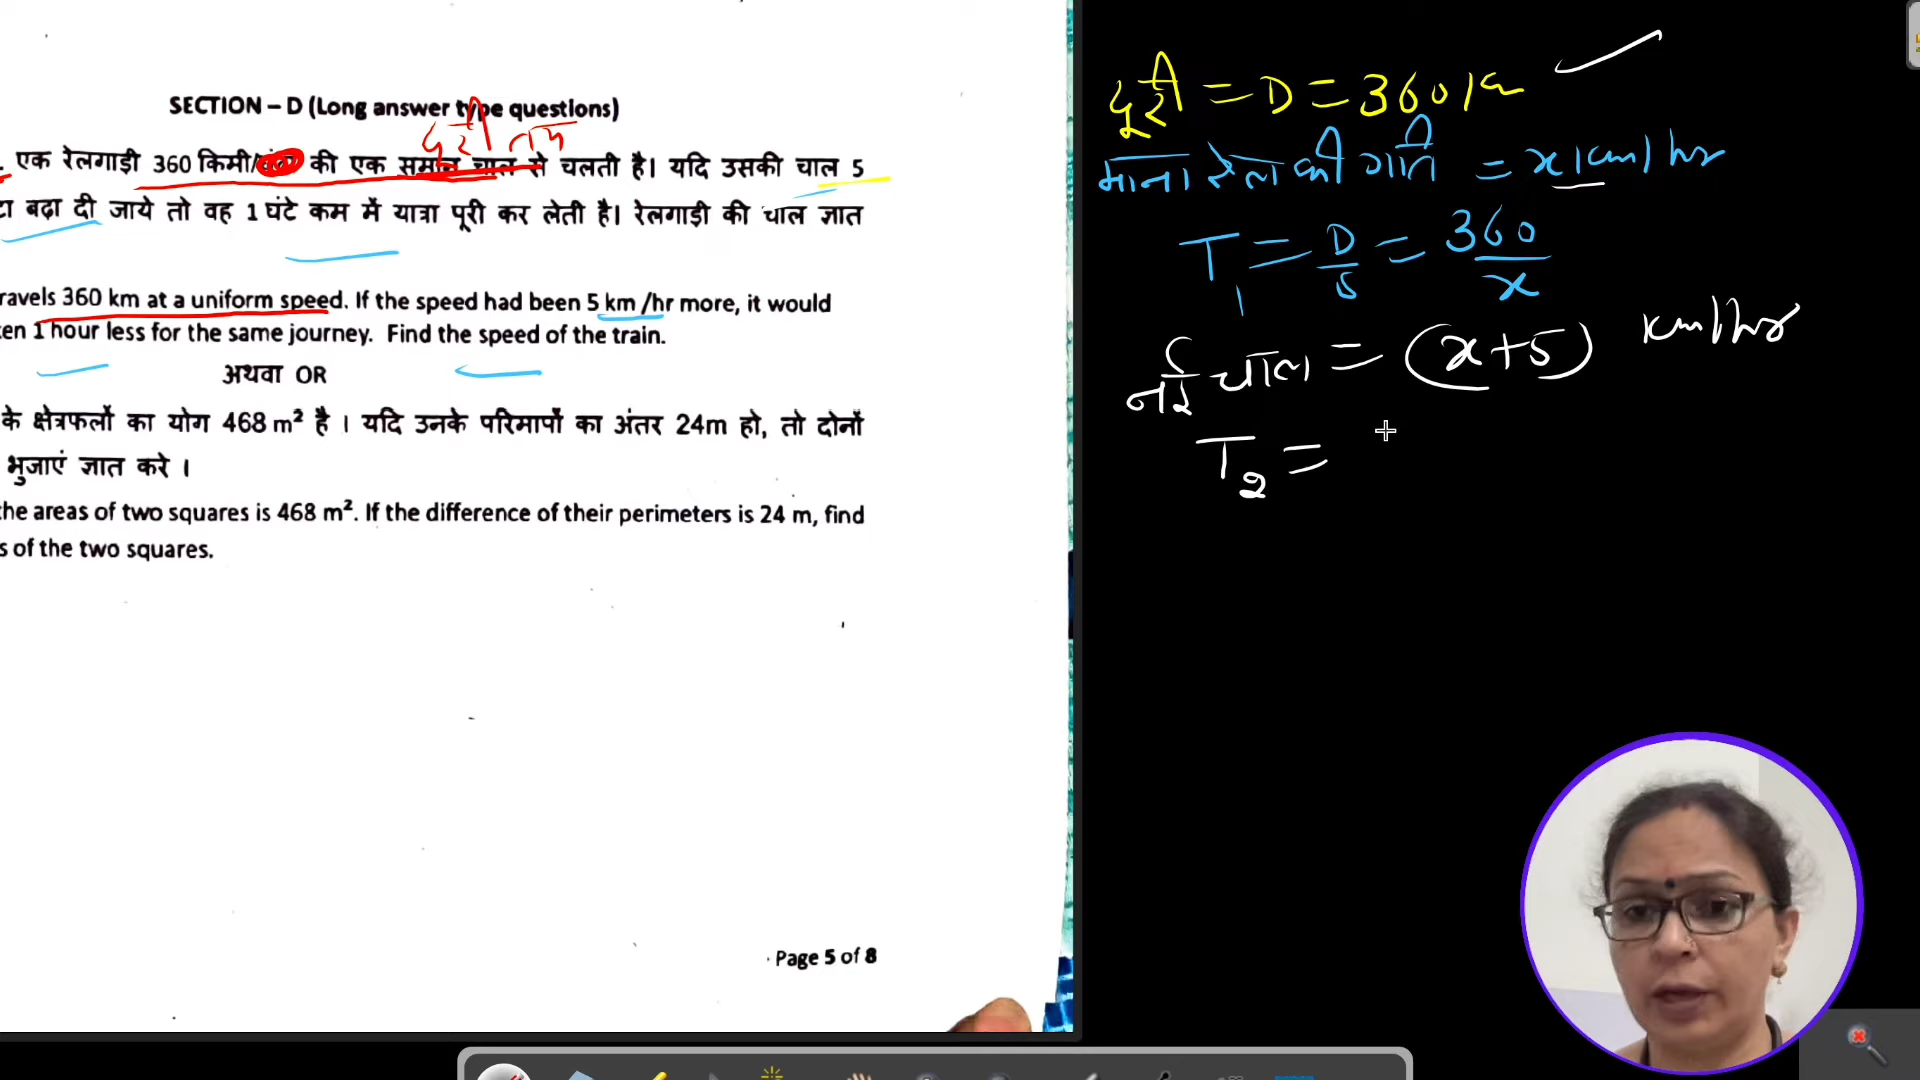 SECTION – D (Long answer type questions)
दूरी तय
एक रेलगाड़ी 360 किमी/ की एक समान चाल से चलती है। यदि उसकी चाल 5
टा बढ़ा दी जाये तो वह 1 घंटे कम में यात्रा पूरी कर लेती है। रेलगाड़ी की चाल ज्ञात
ravels 360 km at a uniform speed. If the speed had been 5 km /hr more, it would
en 1 hour less for the same journey. Find the speed of the train.
अथवा OR
के क्षेत्रफलों का योग 468 m² है । यदि उनके परिमापों का अंतर 24m हो, तो दोनों
भुजाएं ज्ञात करे ।
he areas of two squares is 468 m². If the difference of their perimeters is 24 m, find
s of the two squares.
Page 5 of 8
दूरी = D = 360 km
माना रेल की गति = x km/hr
T₁ = D/S = 360/x
नई चाल = (x+5) km/hr
T₂ =